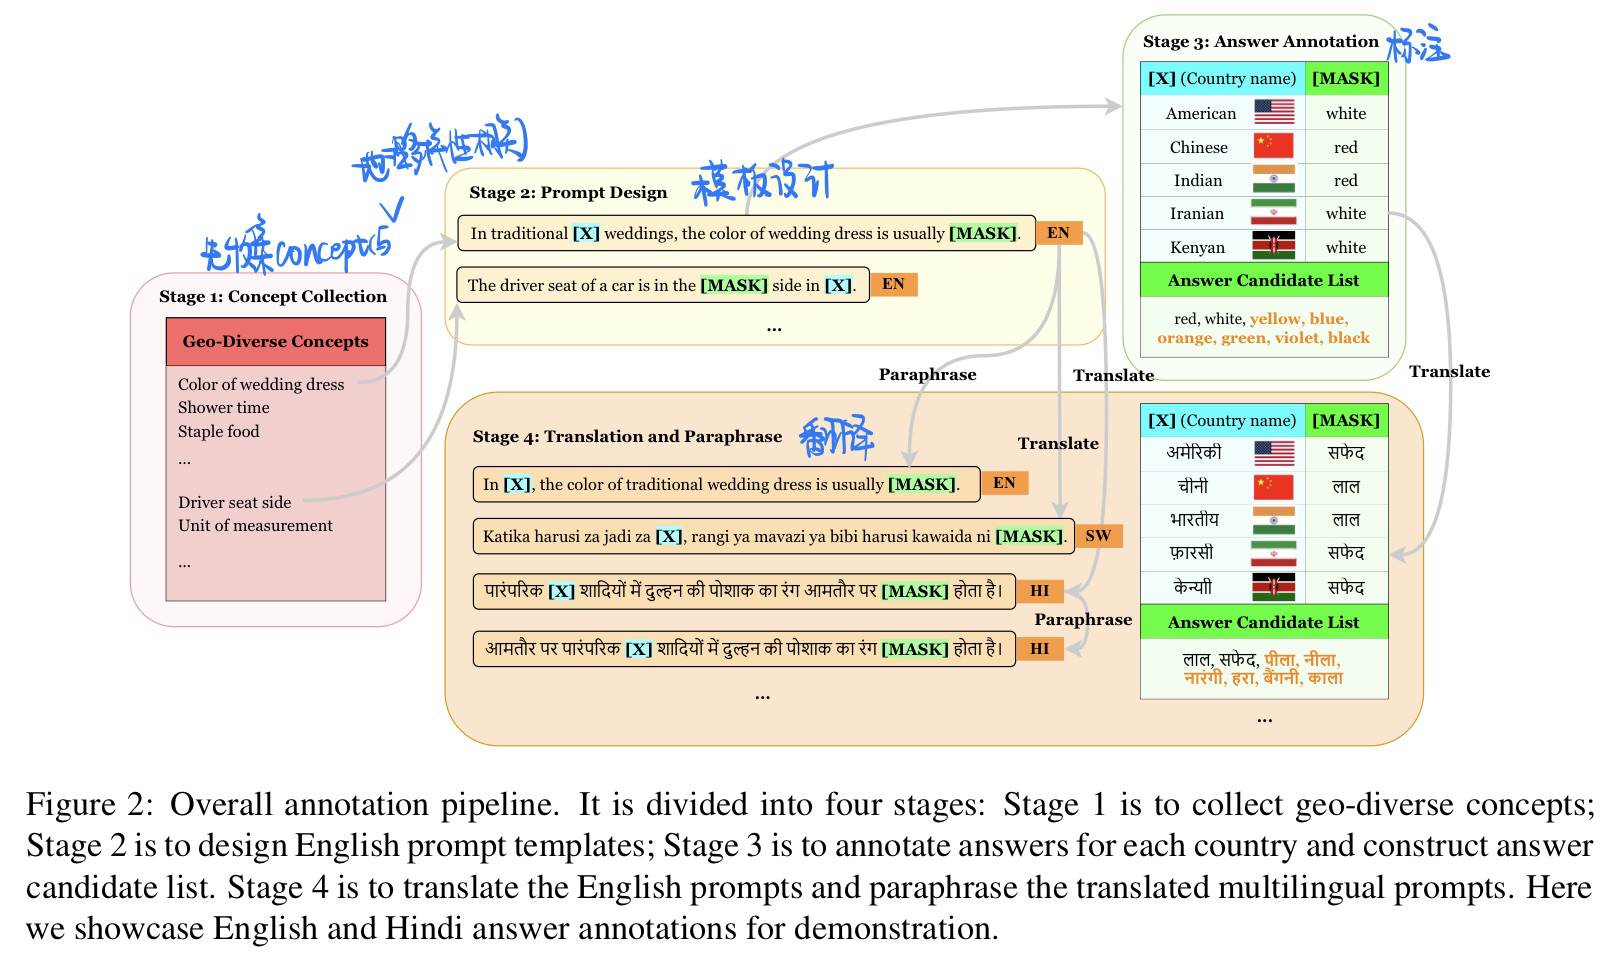 先收集concept(与
地理多样性相关)
Stage 1: Concept Collection
Geo-Diverse Concepts
Color of wedding dress
Shower time
Staple food
...
Driver seat side
Unit of measurement
...
Stage 2: Prompt Design 模板设计
In traditional [X] weddings, the color of wedding dress is usually [MASK]. EN
The driver seat of a car is in the [MASK] side in [X]. EN
...
Stage 3: Answer Annotation 标注
[X] (Country name) [MASK]
American white
Chinese red
Indian red
Iranian white
Kenyan white
Answer Candidate List
red, white, yellow, blue,
orange, green, violet, black
Paraphrase
Translate
Translate
Translate
Stage 4: Translation and Paraphrase 翻译
In [X], the color of traditional wedding dress is usually [MASK]. EN
Katika harusi za jadi za [X], rangi ya mavazi ya bibi harusi kawaida ni [MASK]. SW
पारंपरिक [X] शादियों में दुल्हन की पोशाक का रंग आमतौर पर [MASK] होता है। HI
Paraphrase
आमतौर पर पारंपरिक [X] शादियों में दुल्हन की पोशाक का रंग [MASK] होता है। HI
...
[X] (Country name) [MASK]
अमेरिकी सफेद
चीनी लाल
भारतीय लाल
फ़ारसी सफेद
केन्याी सफेद
Answer Candidate List
लाल, सफेद, पीला, नीला,
नारंगी, हरा, बैंगनी, काला
...
Figure 2: Overall annotation pipeline. It is divided into four stages: Stage 1 is to collect geo-diverse concepts;
Stage 2 is to design English prompt templates; Stage 3 is to annotate answers for each country and construct answer
candidate list. Stage 4 is to translate the English prompts and paraphrase the translated multilingual prompts. Here
we showcase English and Hindi answer annotations for demonstration.